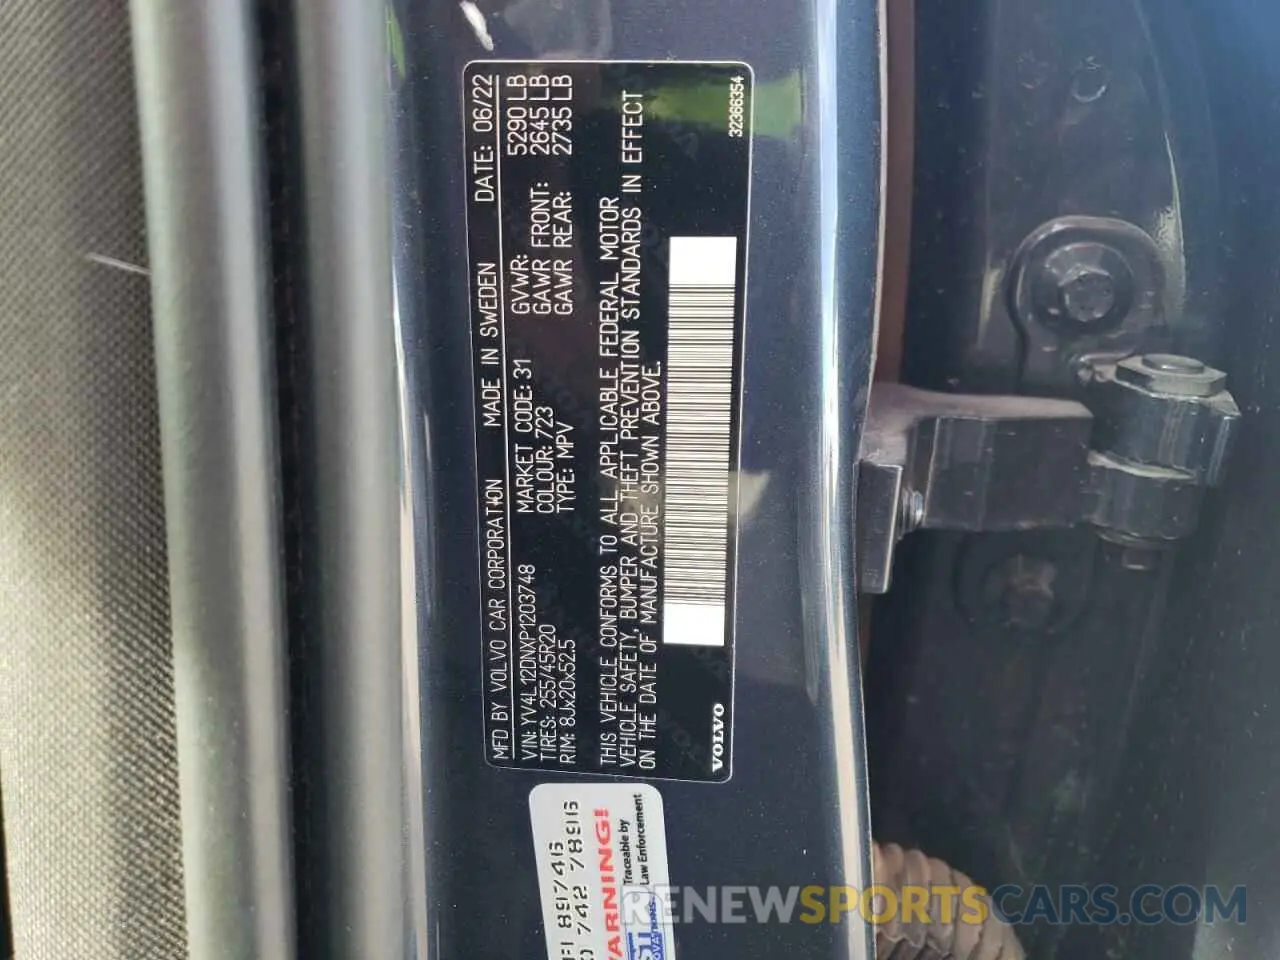 MFD BY VOLVO CAR CORPORATION MADE IN SWEDEN DATE: 06/22
VIN: YV4L12DNXP1203748 MARKET CODE: 31 GVWR: 5290 LB
TIRES: 255/45R20 COLOUR: 723 GAWR FRONT: 2645 LB
RIM: 8Jx20x52.5 TYPE: MPV GAWR REAR: 2735 LB
THIS VEHICLE CONFORMS TO ALL APPLICABLE FEDERAL MOTOR
VEHICLE SAFETY, BUMPER AND THEFT PREVENTION STANDARDS IN EFFECT
ON THE DATE OF MANUFACTURE SHOWN ABOVE.
VOLVO 32366354
89746
742 7896
WARNING!
Traceable by
Law Enforcement
RENEWSPORTSCARS.COM